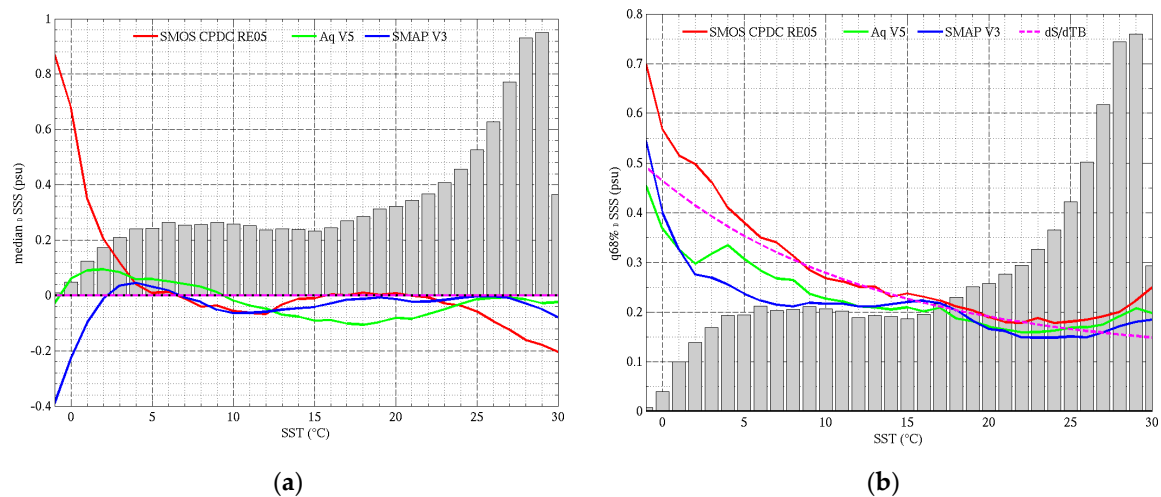 SMOS CPDC RE05 Aq V5 SMAP V3
1
0.8
0.6
0.4
0.2
0
-0.2
-0.4
median D SSS (psu)
0 5 10 15 20 25 30
SST (°C)
(a)
SMOS CPDC RE05 Aq V5 SMAP V3 dS/dTB
0.8
0.7
0.6
0.5
0.4
0.3
0.2
0.1
0
q68% D SSS (psu)
0 5 10 15 20 25 30
SST (°C)
(b)